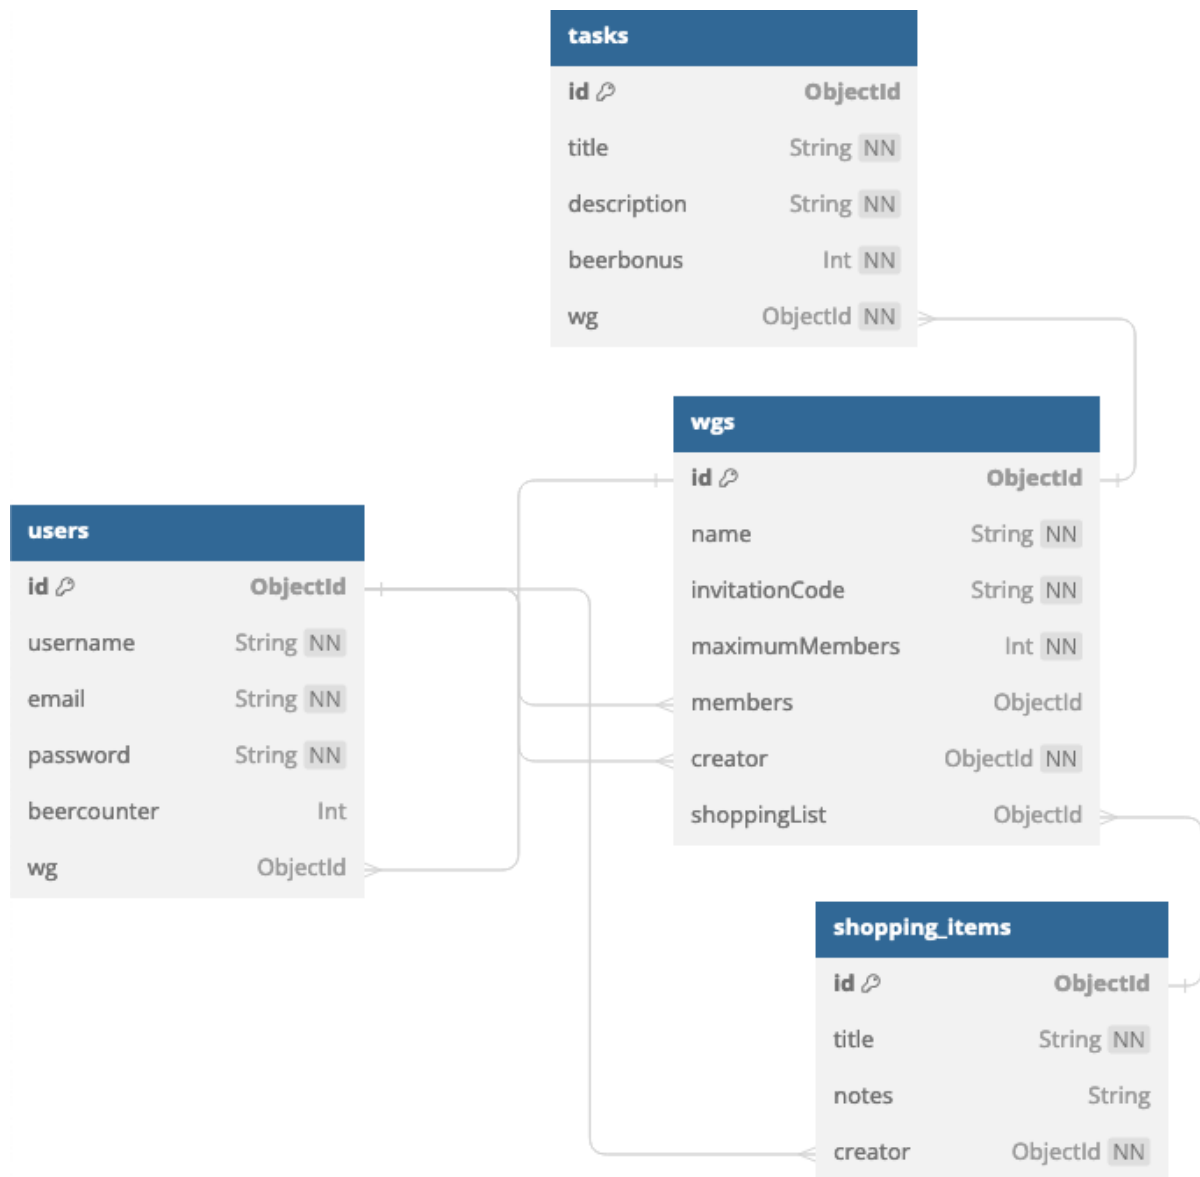 tasks
id ObjectId
title String NN
description String NN
beerbonus Int NN
wg ObjectId NN
wgs
id ObjectId
name String NN
invitationCode String NN
maximumMembers Int NN
members ObjectId
creator ObjectId NN
shoppingList ObjectId
users
id ObjectId
username String NN
email String NN
password String NN
beercounter Int
wg ObjectId
shopping_items
id ObjectId
title String NN
notes String
creator ObjectId NN